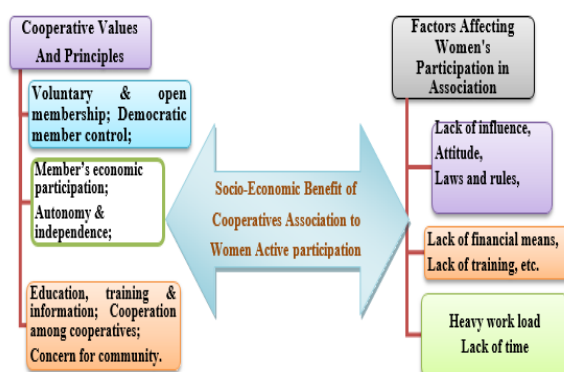 Cooperative Values
And Principles
Voluntary & open
membership; Democratic
member control;
Member's economic
participation;
Autonomy &
independence;
Education, training &
information; Cooperation
among cooperatives;
Concern for community.
Socio-Economic Benefit of
Cooperatives Association to
Women Active participation
Factors Affecting
Women's
Participation in
Association
Lack of influence,
Attitude,
Laws and rules,
Lack of financial means,
Lack of training, etc.
Heavy work load
Lack of time